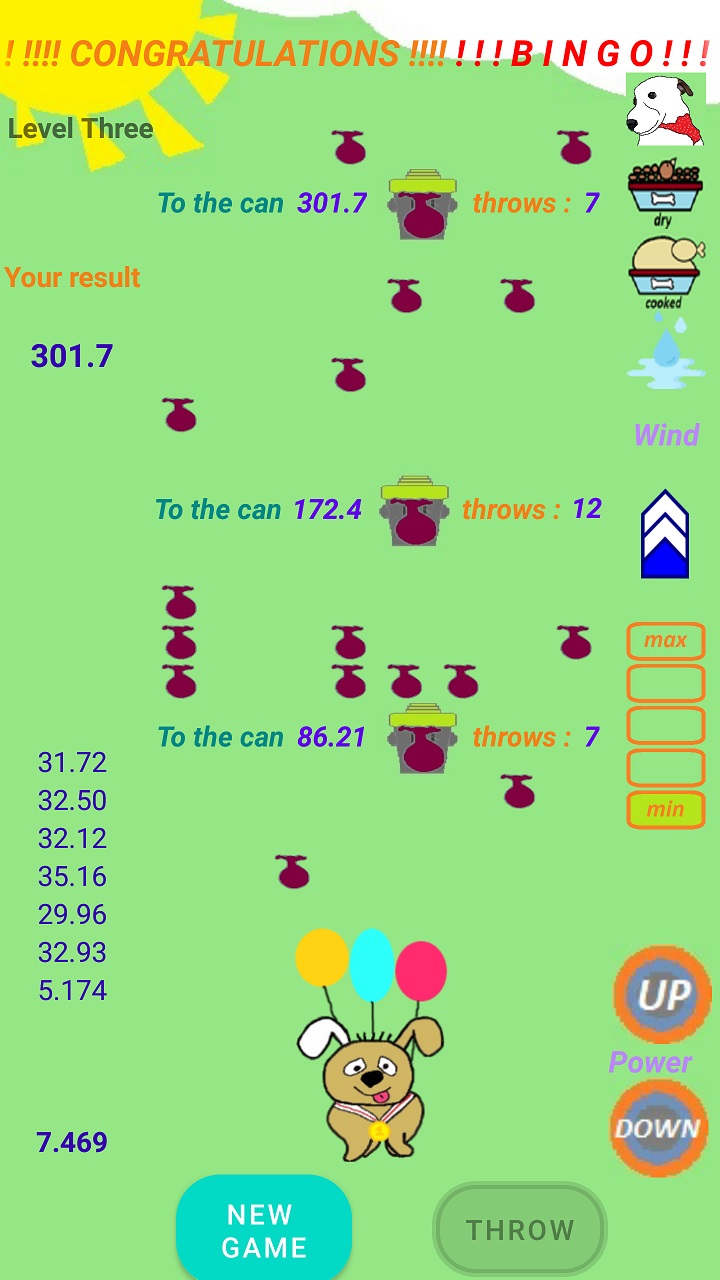 ! !!!! CONGRATULATIONS !!!! ! ! ! B I N G O ! ! !
Level Three
To the can 301.7 throws : 7
dry
Your result
cooked
301.7
Wind
To the can 172.4 throws : 12
max
To the can 86.21 throws : 7
31.72
32.50
min
32.12
35.16
29.96
32.93
5.174
UP
Power
DOWN
7.469
1
NEW
GAME
THROW